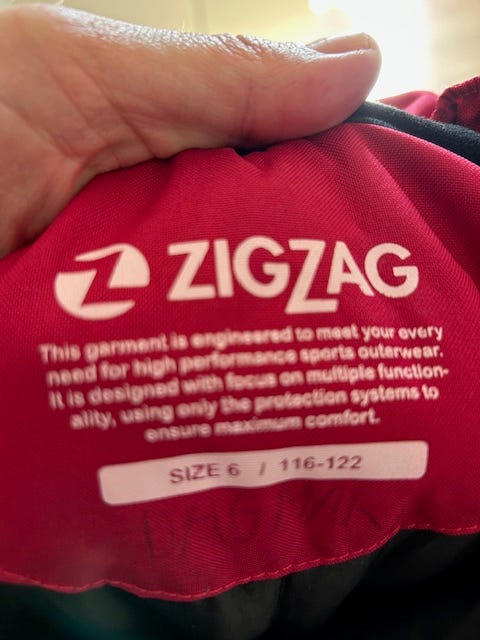 ZIGZAG
This garment is engineered to meet your every
need for high performance sports outerwear.
It is designed with focus on multiple function-
ality, using only the protection systems to
ensure maximum comfort.
SIZE 6 / 116-122